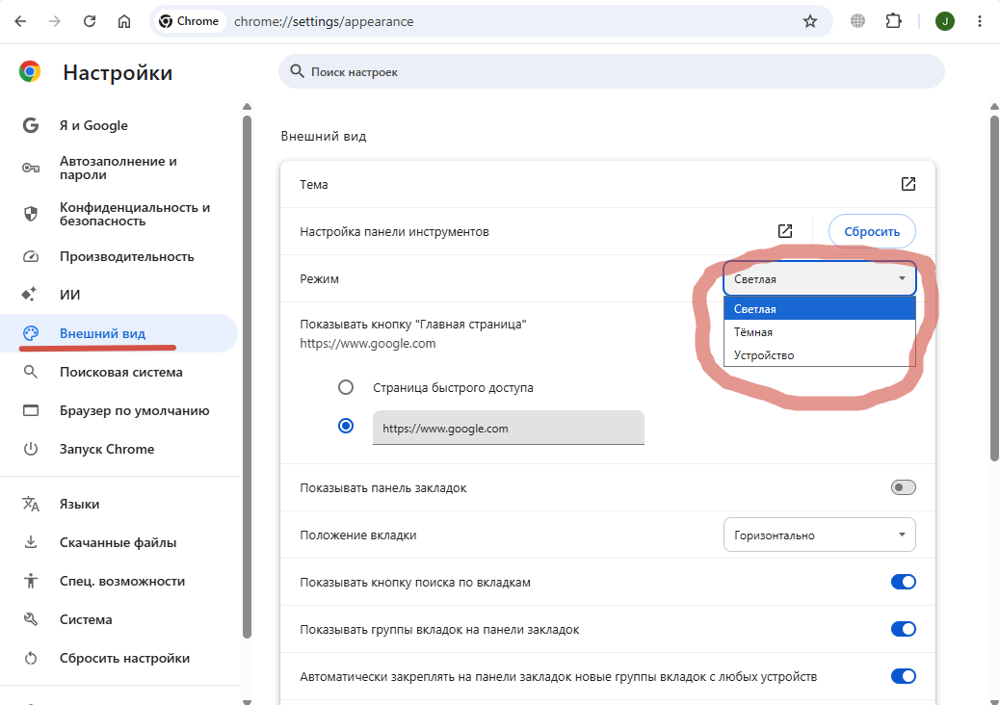 Chrome
chrome://settings/appearance
J
Настройки
Поиск настроек
Я и Google
Автозаполнение и
пароли
Конфиденциальность и
безопасность
Производительность
ИИ
Внешний вид
Поисковая система
Браузер по умолчанию
Запуск Chrome
Языки
Скачанные файлы
Спец. возможности
Система
Сбросить настройки
Внешний вид
Тема
Настройка панели инструментов
Сбросить
Режим
Светлая
Светлая
Тёмная
Устройство
Показывать кнопку "Главная страница"
https://www.google.com
Страница быстрого доступа
https://www.google.com
Показывать панель закладок
Положение вкладки
Горизонтально
Показывать кнопку поиска по вкладкам
Показывать группы вкладок на панели закладок
Автоматически закреплять на панели закладок новые группы вкладок с любых устройств